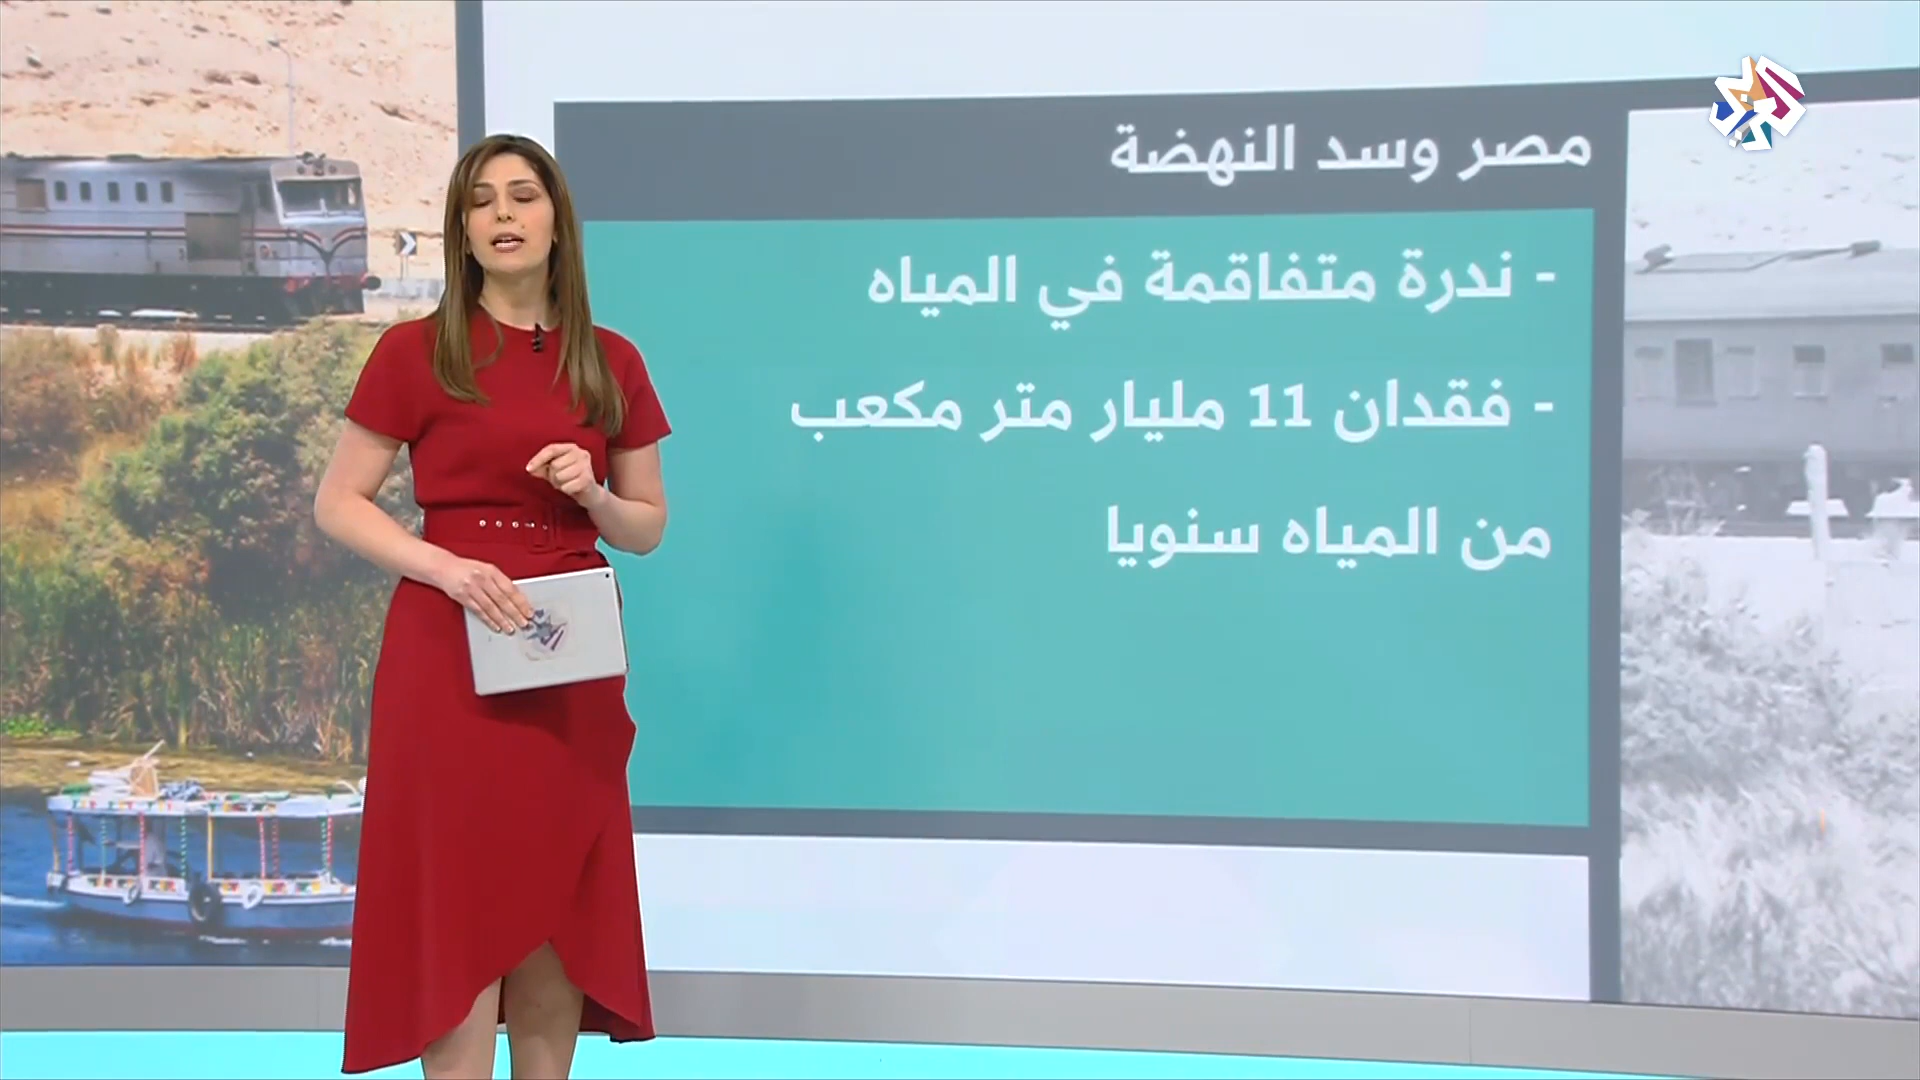 مصر وسد النهضة
- ندرة متفاقمة في المياه
- فقدان 11 مليار متر مكعب
من المياه سنويا